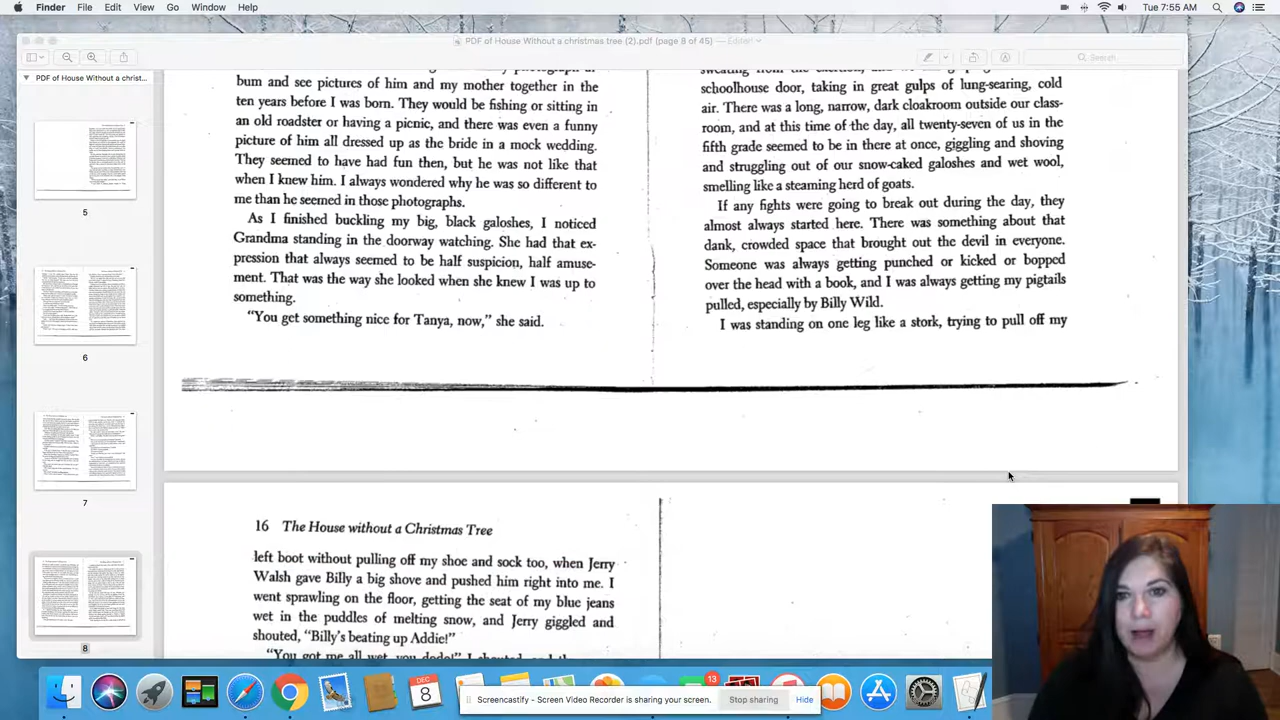 Finder File Edit View Go Window Help
Tue 7:55 AM
PDF of House Without a christmas tree (2).pdf (page 8 of 45)
Search
PDF of House Without a christ...
5
6
7
8
bum and see pictures of him and my mother together in the
ten years before I was born. They would be fishing or sitting in
an old roadster or having a picnic, and there was even a funny
picture of him all dressed up as the bride in a mock wedding.
They seemed to have had fun then, but he was not like that
when I knew him. I always wondered why he was so different to
me than he seemed in those photographs.
As I finished buckling my big, black galoshes, I noticed
Grandma standing in the doorway watching. She had that ex-
pression that always seemed to be half suspicion, half amuse-
ment. That was the way she looked when she knew I was up to
something.
"You get something nice for Tanya, now," she said.
schoolhouse door, taking in great gulps of lung-searing, cold
air. There was a long, narrow, dark cloakroom outside our class-
room, and at this time of the day, all twenty-seven of us in the
fifth grade seemed to be in there at once, giggling and shoving
and struggling out of our snow-caked galoshes and wet wool,
smelling like a steaming herd of goats.
If any fights were going to break out during the day, they
almost always started here. There was something about that
dank, crowded space that brought out the devil in everyone.
Someone was always getting punched or kicked or bopped
over the head with a book, and I was always getting my pigtails
pulled, especially by Billy Wild.
I was standing on one leg like a stork, trying to pull off my
16 The House without a Christmas Tree
left boot without pulling off my shoe and sock too, when Jerry
Walsh gave Billy a big shove and pushed him right into me. I
went sprawling on the floor, getting the seat of my blue jeans
wet in the puddles of melting snow, and Jerry giggled and
shouted, "Billy's beating up Addie!"
"You got me all wet, you dodo!" I shouted,
DEC
8
13
Screencastify - Screen Video Recorder is sharing your screen.
Stop sharing
Hide